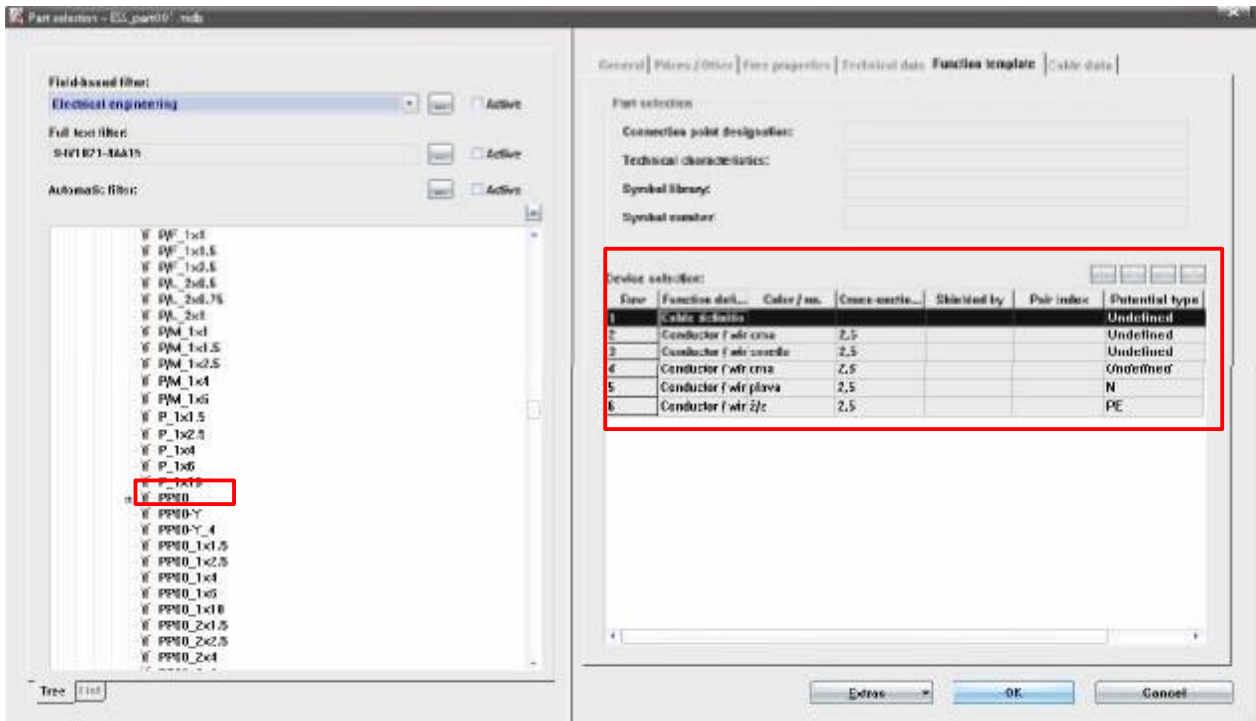 Part selection - ESS_part001.mdb
Field-based filter:
Electrical engineering
Active
Full text filter:
Active
Automatic filter:
Active
P/F_1x1
P/F_1x1.5
P/F_1x2.5
P/L_2x0.5
P/L_2x0.75
P/L_2x1
P/M_1x1
P/M_1x1.5
P/M_1x2.5
P/M_1x4
P/M_1x6
P_1x1.5
P_1x2.5
P_1x4
P_1x6
P_1x10
PP00
PP00-Y
PP00-Y_4
PP00_1x1.5
PP00_1x2.5
PP00_1x4
PP00_1x6
PP00_1x10
PP00_2x1.5
PP00_2x2.5
PP00_2x4
Tree List
General Prices / Other Free properties Technical data Function template Cable data
Part selection
Connection point designation:
Technical characteristics:
Symbol library:
Symbol number:
Device selection:
Row Function defi... Color / no. Cross-sectio... Shielded by Pair index Potential type
1 Cable definitio Undefined
2 Conductor / wir crna 2,5 Undefined
3 Conductor / wir smeđa 2,5 Undefined
4 Conductor / wir crna 2,5 Undefined
5 Conductor / wir plava 2,5 N
6 Conductor / wir ž/z 2,5 PE
Extras OK Cancel